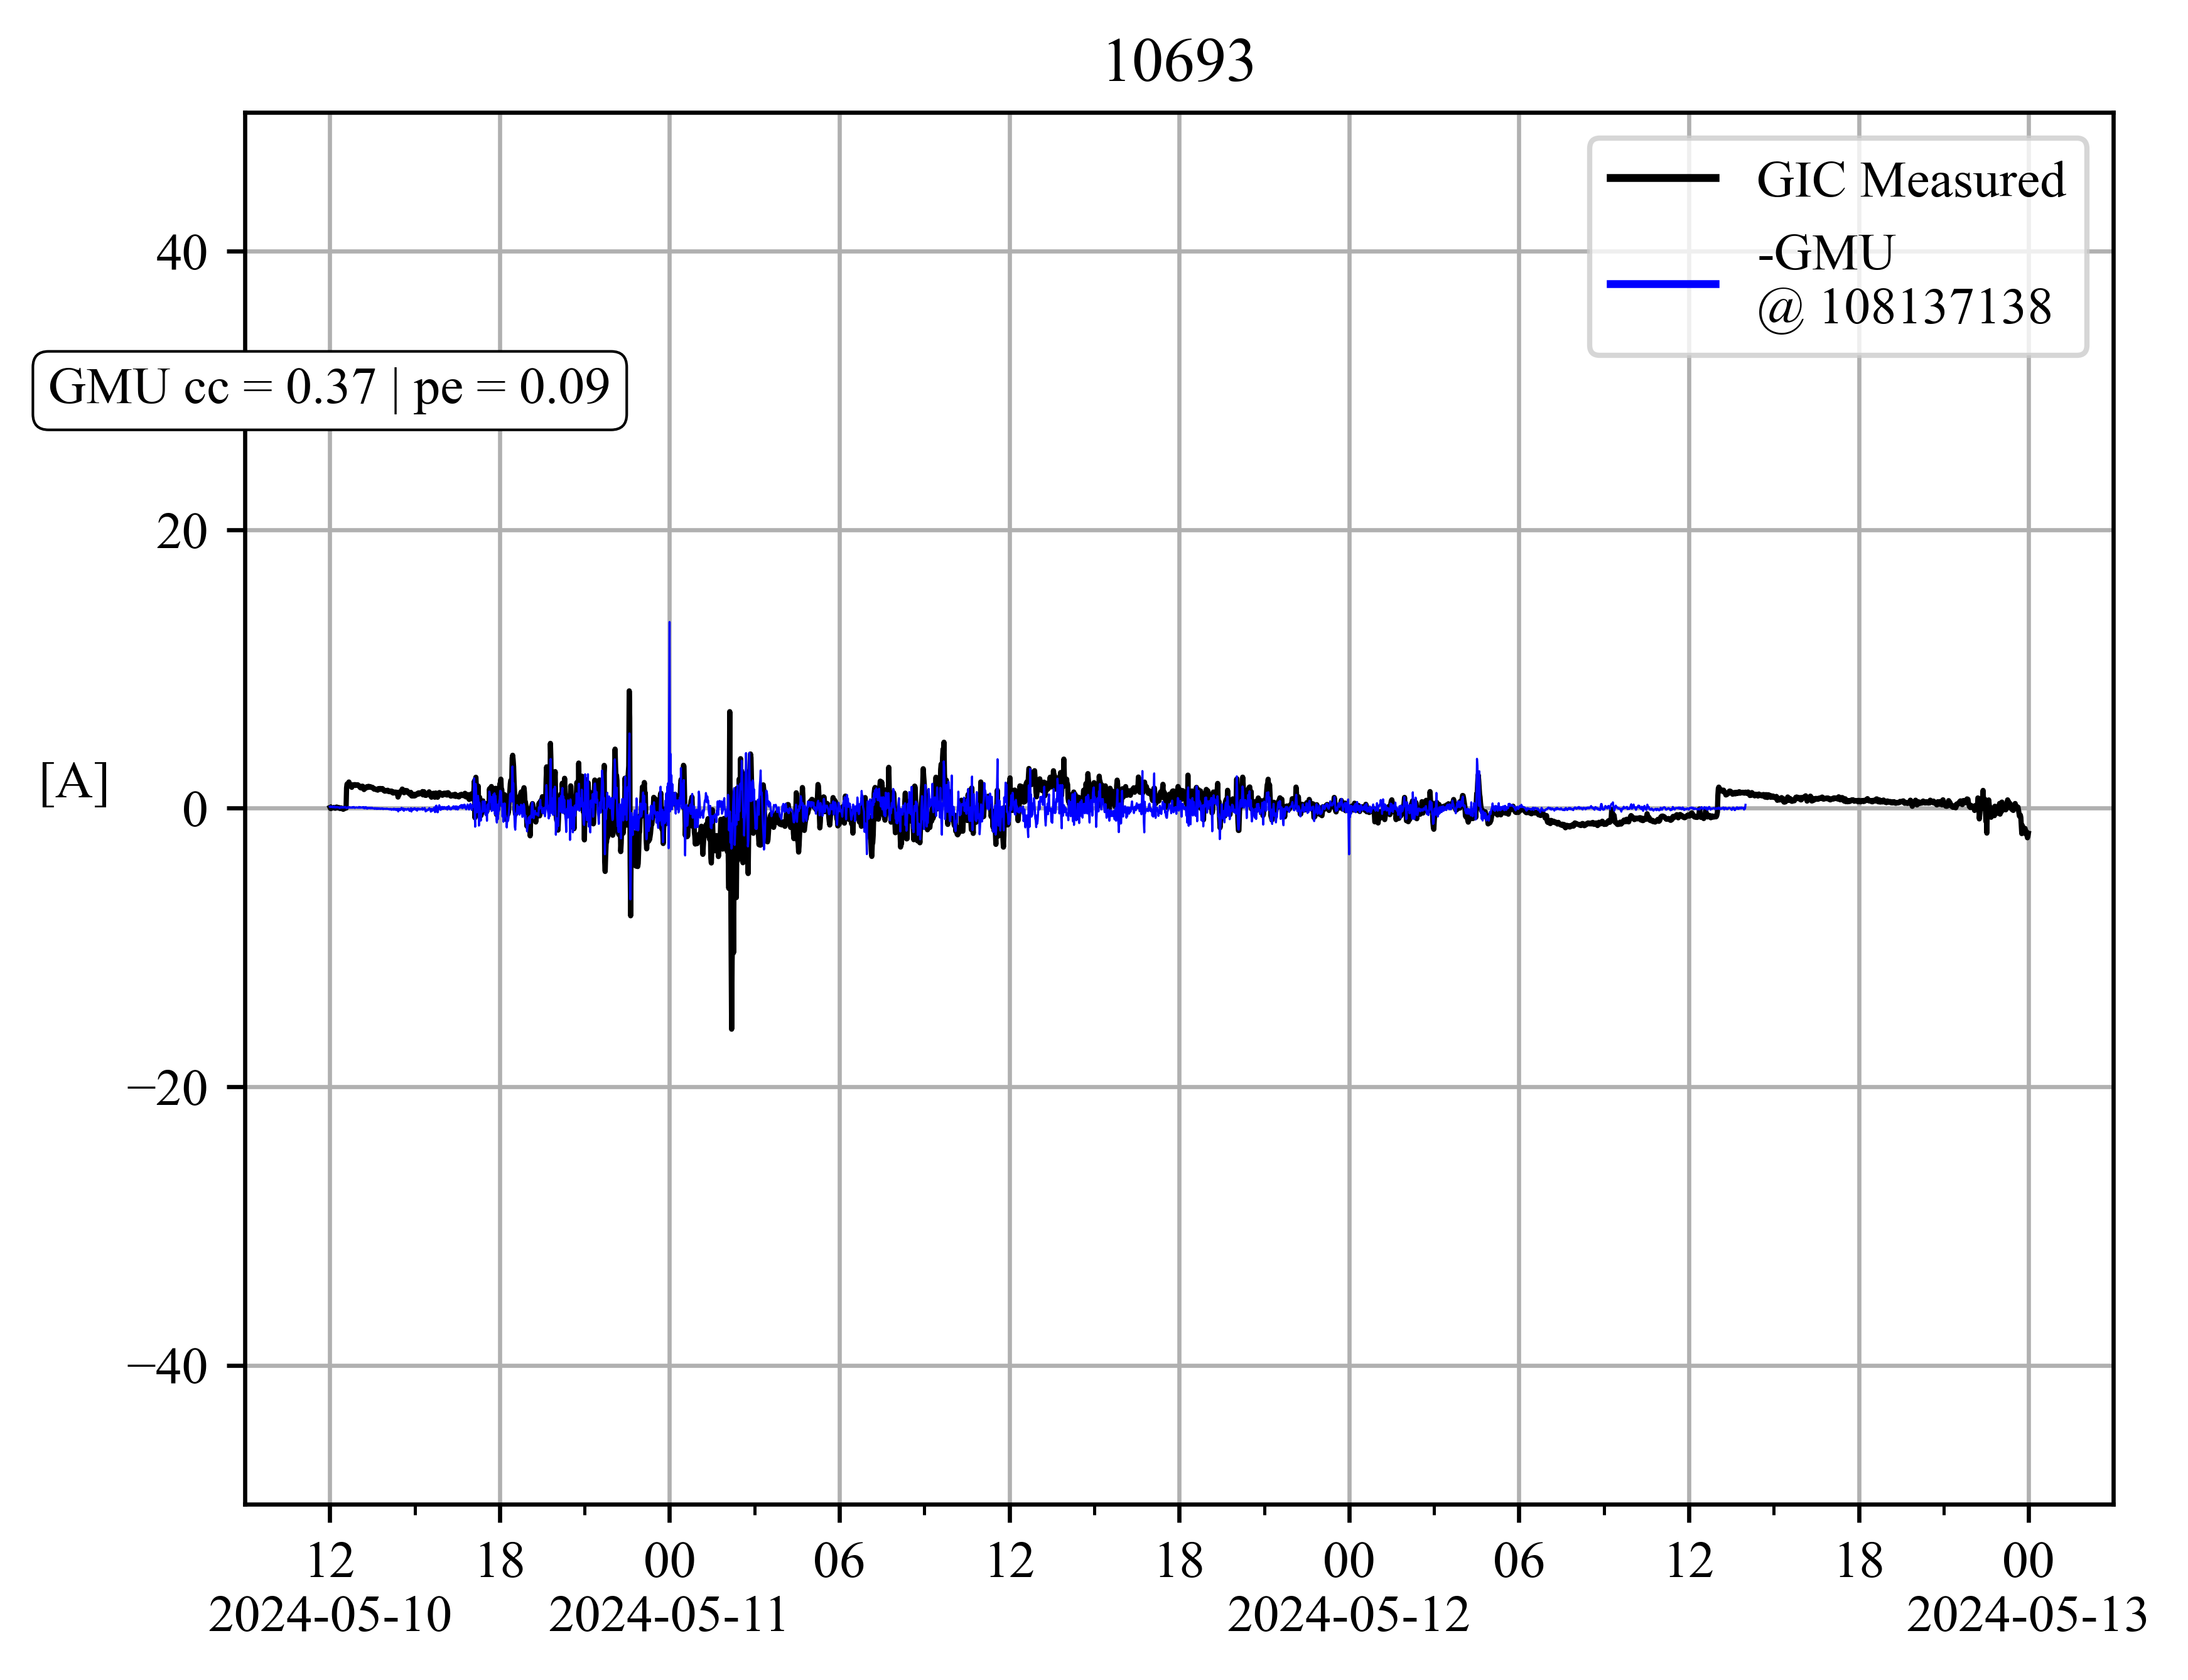 10693
GIC Measured
-GMU
@ 108137138
GMU cc = 0.37 | pe = 0.09
[A]
40
20
0
−20
−40
12 18 00 06 12 18 00 06 12 18 00
2024-05-10 2024-05-11 2024-05-12 2024-05-13